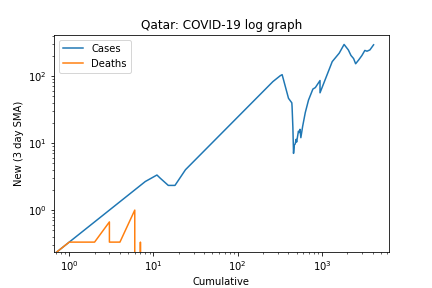 Qatar: COVID-19 log graph
Cases
Deaths
New (3 day SMA)
10²
10¹
10⁰
10⁰ 10¹ 10² 10³
Cumulative